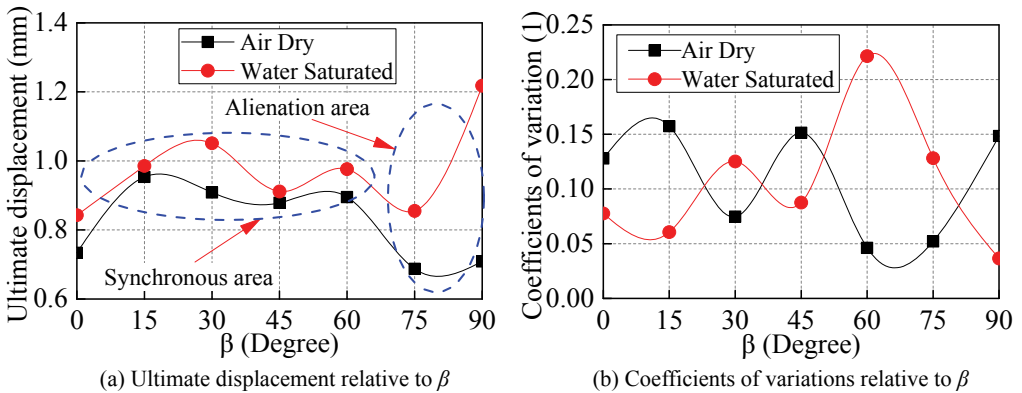 1.4
1.2
1.0
0.8
0.6
Ultimate displacement (mm)
Air Dry
Water Saturated
Alienation area
Synchronous area
0 15 30 45 60 75 90
β (Degree)
(a) Ultimate displacement relative to β
0.25
0.20
0.15
0.10
0.05
0.00
Coefficients of variation (1)
Air Dry
Water Saturated
0 15 30 45 60 75 90
β (Degree)
(b) Coefficients of variations relative to β